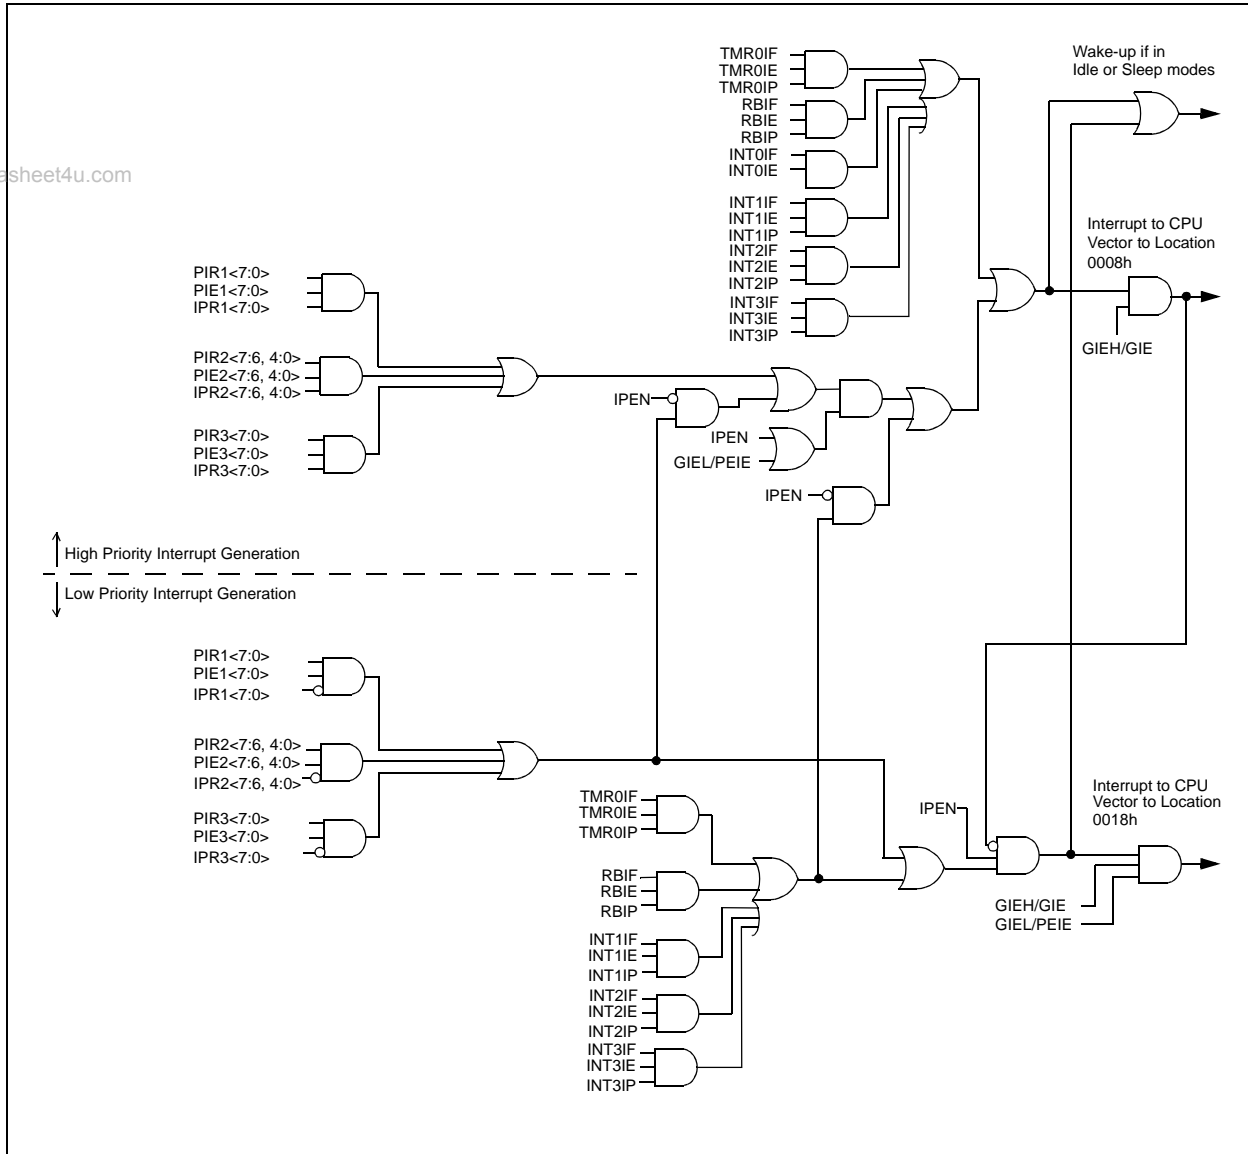 TMR0IF
TMR0IE
TMR0IP
RBIF
RBIE
RBIP
INT0IF
INT0IE
INT1IF
INT1IE
INT1IP
INT2IF
INT2IE
INT2IP
INT3IF
INT3IE
INT3IP
Wake-up if in
Idle or Sleep modes
asheet4u.com
Interrupt to CPU
Vector to Location
0008h
GIEH/GIE
PIR1<7:0>
PIE1<7:0>
IPR1<7:0>
PIR2<7:6, 4:0>
PIE2<7:6, 4:0>
IPR2<7:6, 4:0>
PIR3<7:0>
PIE3<7:0>
IPR3<7:0>
IPEN
IPEN
GIEL/PEIE
IPEN
High Priority Interrupt Generation
Low Priority Interrupt Generation
PIR1<7:0>
PIE1<7:0>
IPR1<7:0>
PIR2<7:6, 4:0>
PIE2<7:6, 4:0>
IPR2<7:6, 4:0>
PIR3<7:0>
PIE3<7:0>
IPR3<7:0>
TMR0IF
TMR0IE
TMR0IP
RBIF
RBIE
RBIP
INT1IF
INT1IE
INT1IP
INT2IF
INT2IE
INT2IP
INT3IF
INT3IE
INT3IP
IPEN
Interrupt to CPU
Vector to Location
0018h
GIEH/GIE
GIEL/PEIE